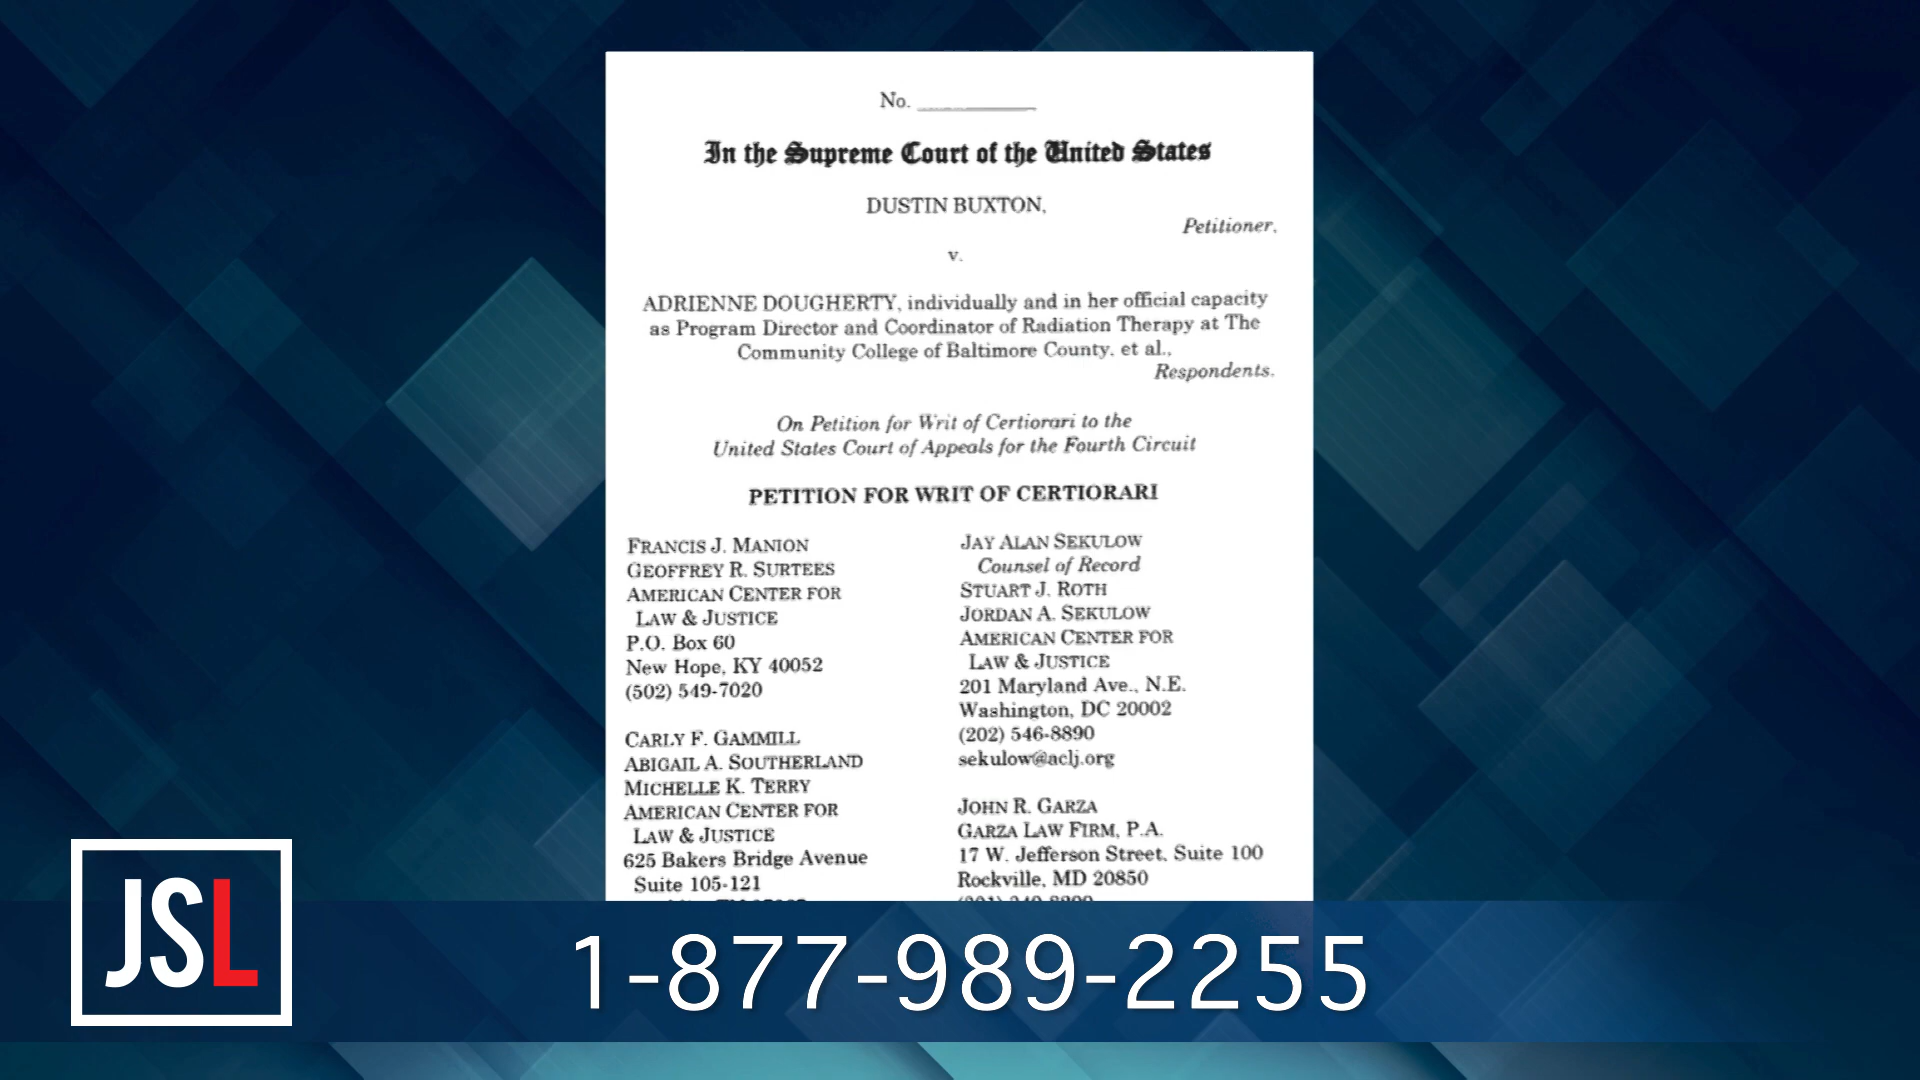 No. ___________
In the Supreme Court of the United States
DUSTIN BUXTON,
Petitioner,
v.
ADRIENNE DOUGHERTY, individually and in her official capacity
as Program Director and Coordinator of Radiation Therapy at The
Community College of Baltimore County, et al.,
Respondents.
On Petition for Writ of Certiorari to the
United States Court of Appeals for the Fourth Circuit
PETITION FOR WRIT OF CERTIORARI
FRANCIS J. MANION
GEOFFREY R. SURTEES
AMERICAN CENTER FOR
LAW & JUSTICE
P.O. Box 60
New Hope, KY 40052
(502) 549-7020
CARLY F. GAMMILL
ABIGAIL A. SOUTHERLAND
MICHELLE K. TERRY
AMERICAN CENTER FOR
LAW & JUSTICE
625 Bakers Bridge Avenue
Suite 105-121
JAY ALAN SEKULOW
Counsel of Record
STUART J. ROTH
JORDAN A. SEKULOW
AMERICAN CENTER FOR
LAW & JUSTICE
201 Maryland Ave., N.E.
Washington, DC 20002
(202) 546-8890
sekulow@aclj.org
JOHN R. GARZA
GARZA LAW FIRM, P.A.
17 W. Jefferson Street, Suite 100
Rockville, MD 20850
JSL
1-877-989-2255